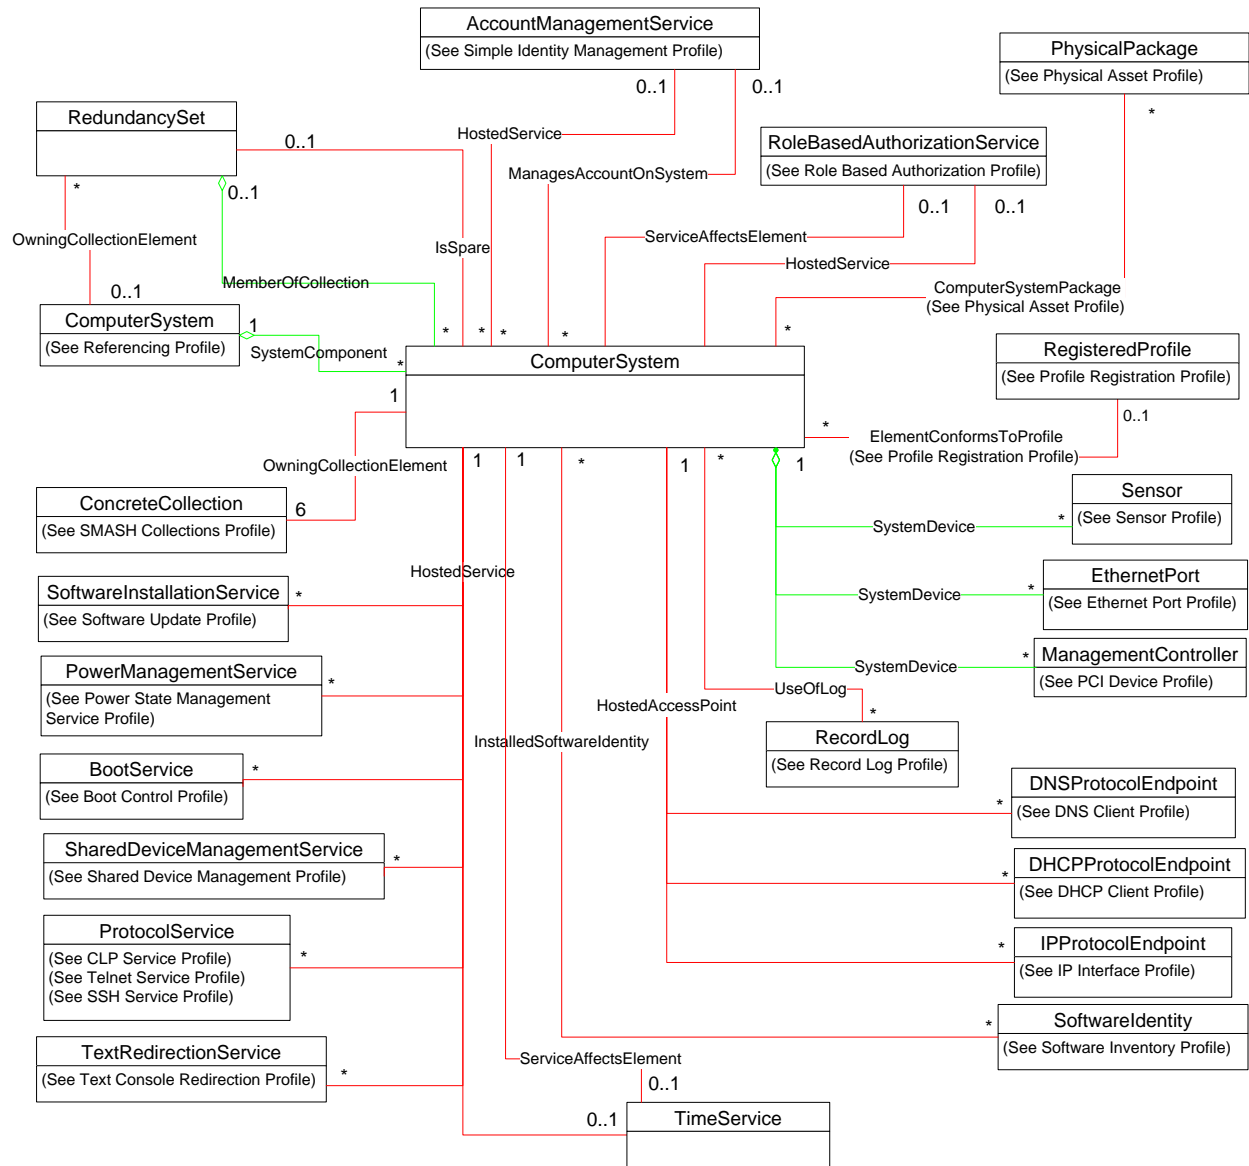 AccountManagementService
(See Simple Identity Management Profile)
0..1
0..1
PhysicalPackage
(See Physical Asset Profile)
*
RedundancySet
0..1
HostedService
ManagesAccountOnSystem
RoleBasedAuthorizationService
(See Role Based Authorization Profile)
0..1
0..1
*
0..1
OwningCollectionElement
IsSpare
ServiceAffectsElement
HostedService
MemberOfCollection
ComputerSystemPackage
(See Physical Asset Profile)
0..1
ComputerSystem
(See Referencing Profile)
1
SystemComponent
*
*
*
*
*
*
*
ComputerSystem
RegisteredProfile
(See Profile Registration Profile)
0..1
1
*
ElementConformsToProfile
(See Profile Registration Profile)
OwningCollectionElement
1
1
*
1
*
1
ConcreteCollection
(See SMASH Collections Profile)
6
Sensor
(See Sensor Profile)
*
SystemDevice
HostedService
SoftwareInstallationService
(See Software Update Profile)
*
EthernetPort
(See Ethernet Port Profile)
*
SystemDevice
PowerManagementService
(See Power State Management
Service Profile)
*
ManagementController
(See PCI Device Profile)
*
SystemDevice
UseOfLog
*
HostedAccessPoint
InstalledSoftwareIdentity
RecordLog
(See Record Log Profile)
BootService
(See Boot Control Profile)
*
DNSProtocolEndpoint
(See DNS Client Profile)
*
SharedDeviceManagementService
(See Shared Device Management Profile)
*
DHCPProtocolEndpoint
(See DHCP Client Profile)
*
ProtocolService
(See CLP Service Profile)
(See Telnet Service Profile)
(See SSH Service Profile)
*
IPProtocolEndpoint
(See IP Interface Profile)
*
SoftwareIdentity
(See Software Inventory Profile)
*
TextRedirectionService
(See Text Console Redirection Profile)
*
ServiceAffectsElement
0..1
0..1
TimeService